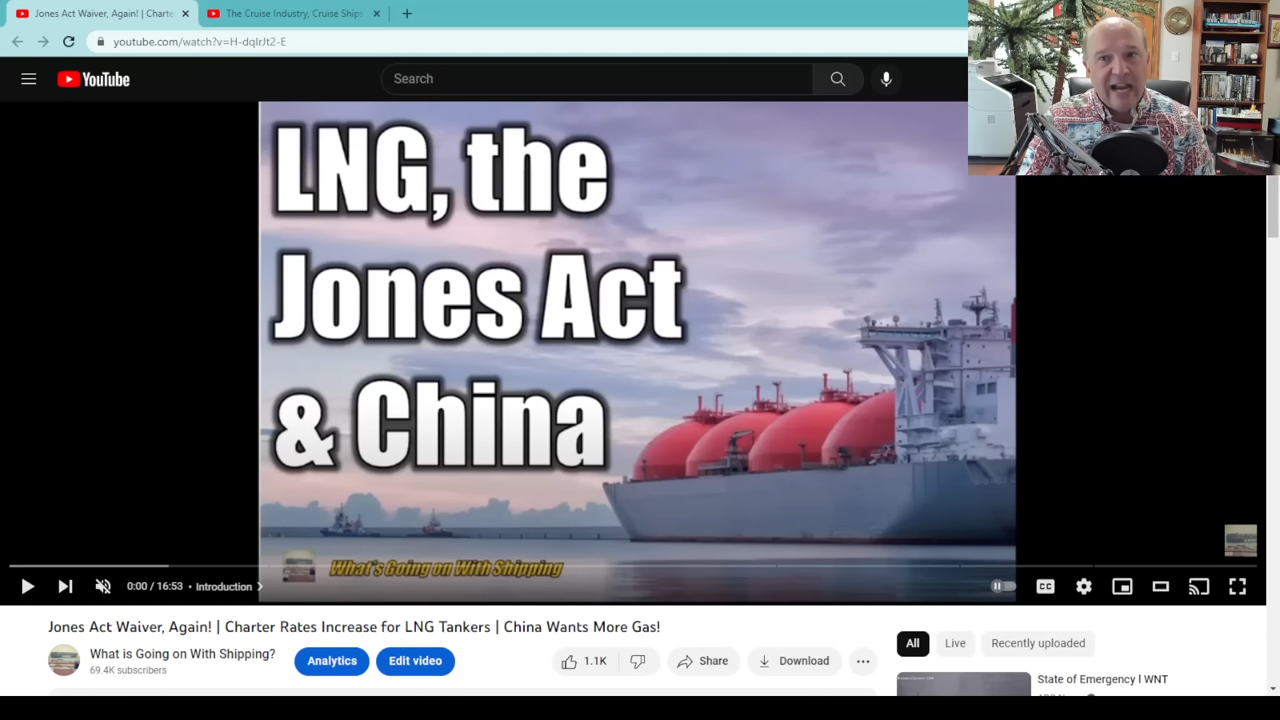 Jones Act Waiver, Again! | Charte
The Cruise Industry, Cruise Ships
youtube.com/watch?v=H-dqIrJt2-E
YouTube
Search
LNG, the
Jones Act
& China
What's Going on With Shipping
0:00 / 16:53 • Introduction
CC
Jones Act Waiver, Again! | Charter Rates Increase for LNG Tankers | China Wants More Gas!
What is Going on With Shipping?
69.4K subscribers
Analytics
Edit video
1.1K
Share
Download
All
Live
Recently uploaded
State of Emergency l WNT